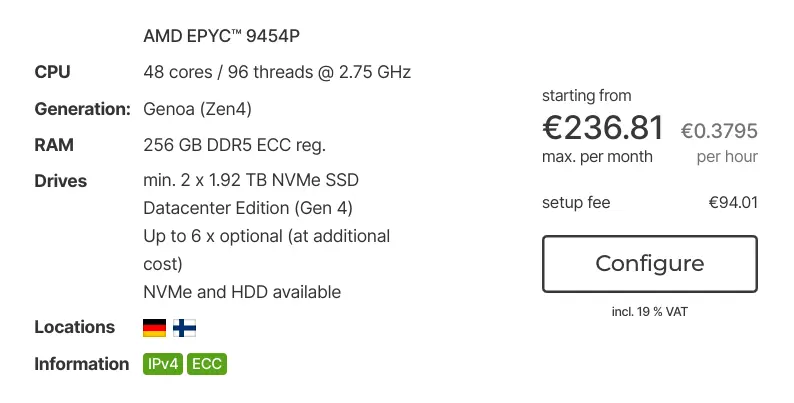 AMD EPYC™ 9454P
CPU 48 cores / 96 threads @ 2.75 GHz
Generation: Genoa (Zen4)
RAM 256 GB DDR5 ECC reg.
Drives min. 2 x 1.92 TB NVMe SSD
Datacenter Edition (Gen 4)
Up to 6 x optional (at additional
cost)
NVMe and HDD available
Locations
Information IPv4 ECC
starting from
€236.81 €0.3795
max. per month per hour
setup fee €94.01
Configure
incl. 19 % VAT